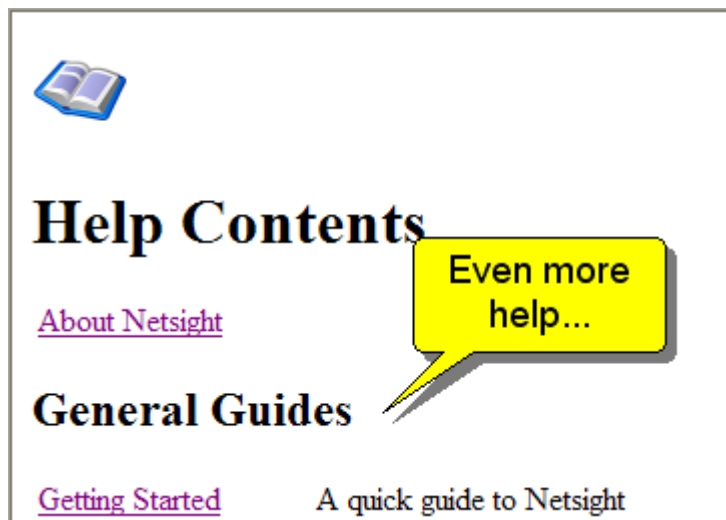 Help Contents
Even more
help...
About Netsight
General Guides
Getting Started A quick guide to Netsight